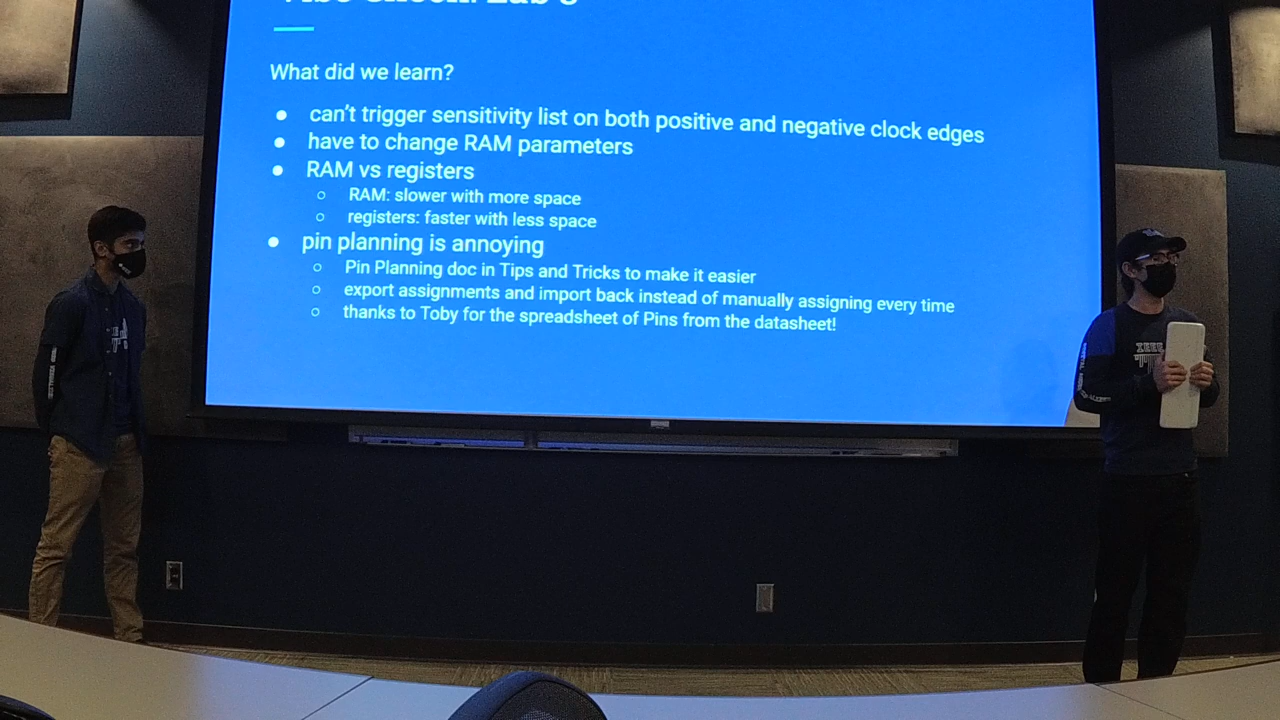 What did we learn?
can't trigger sensitivity list on both positive and negative clock edges
have to change RAM parameters
RAM vs registers
RAM: slower with more space
registers: faster with less space
pin planning is annoying
Pin Planning doc in Tips and Tricks to make it easier
export assignments and import back instead of manually assigning every time
thanks to Toby for the spreadsheet of Pins from the datasheet!